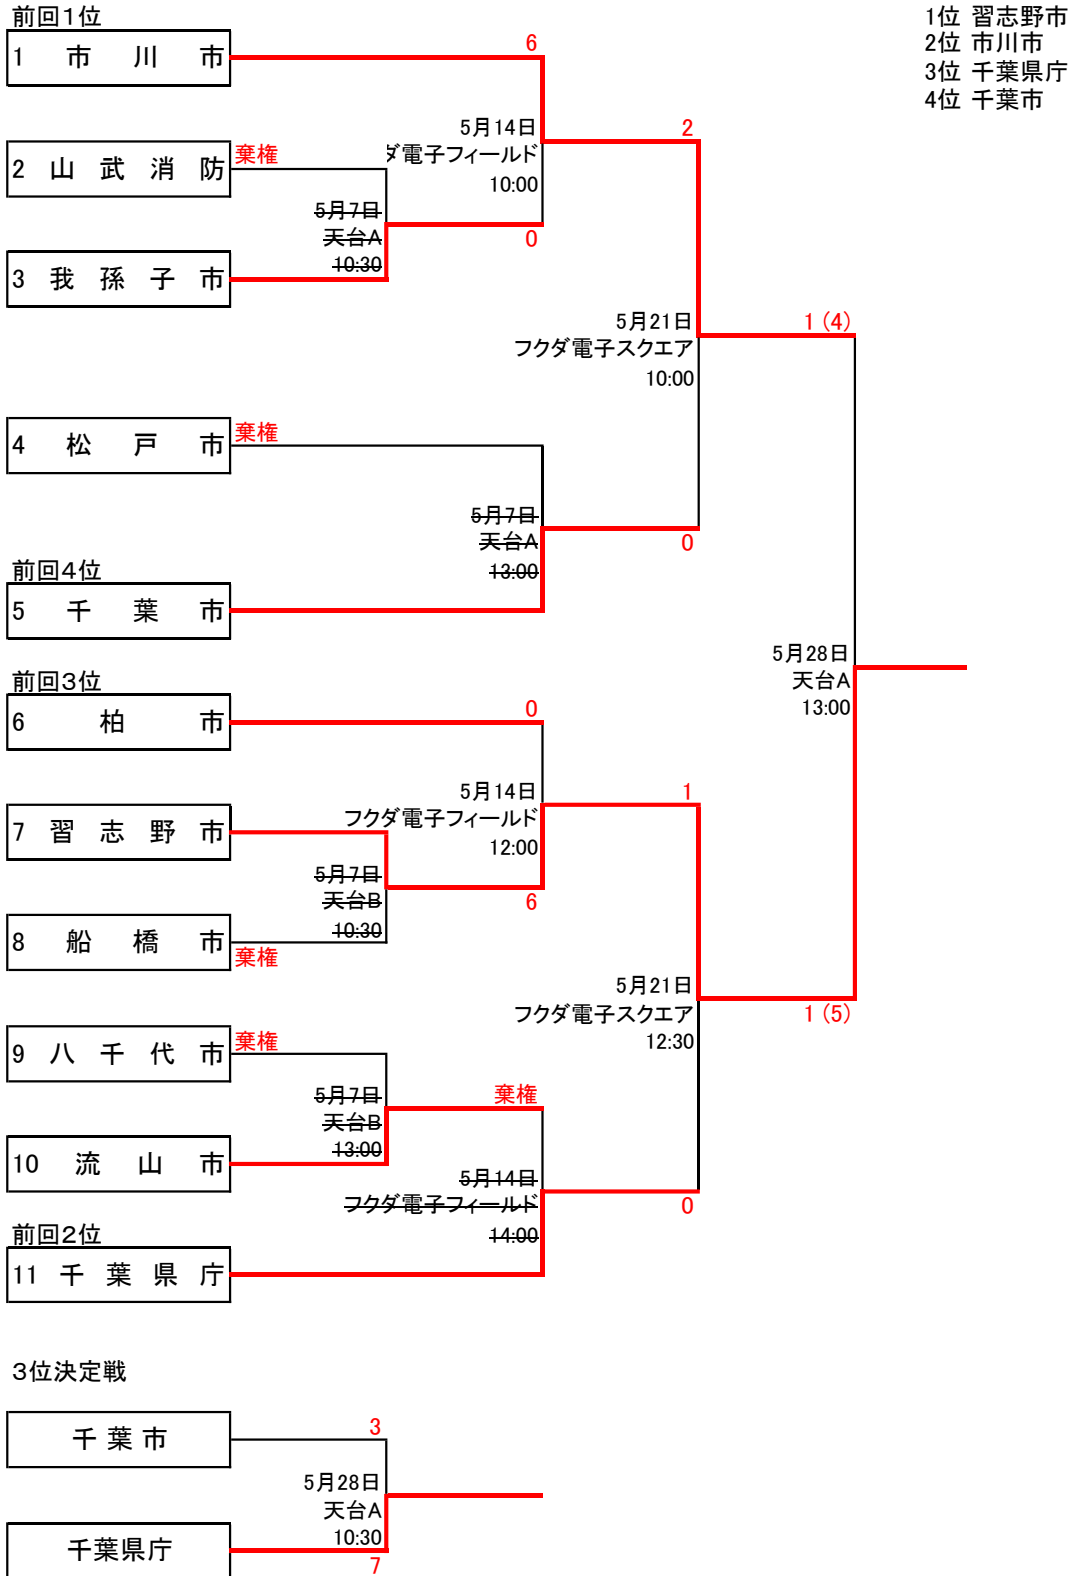 前回1位
1 市川市
6
1位 習志野市
2位 市川市
3位 千葉県庁
4位 千葉市
2 山武消防
棄権
5月14日
ダ電子フィールド
10:00
2
5月7日
天台A
10:30
0
3 我孫子市
5月21日
フクダ電子スクエア
10:00
1 (4)
4 松戸市
棄権
5月7日
天台A
13:00
0
前回4位
5 千葉市
5月28日
天台A
13:00
前回3位
6 柏市
0
5月14日
フクダ電子フィールド
12:00
1
7 習志野市
5月7日
天台B
10:30
6
8 船橋市
棄権
5月21日
フクダ電子スクエア
12:30
1 (5)
9 八千代市
棄権
5月7日
天台B
13:00
棄権
10 流山市
5月14日
フクダ電子フィールド
14:00
0
前回2位
11 千葉県庁
3位決定戦
千葉市
3
5月28日
天台A
10:30
千葉県庁
7